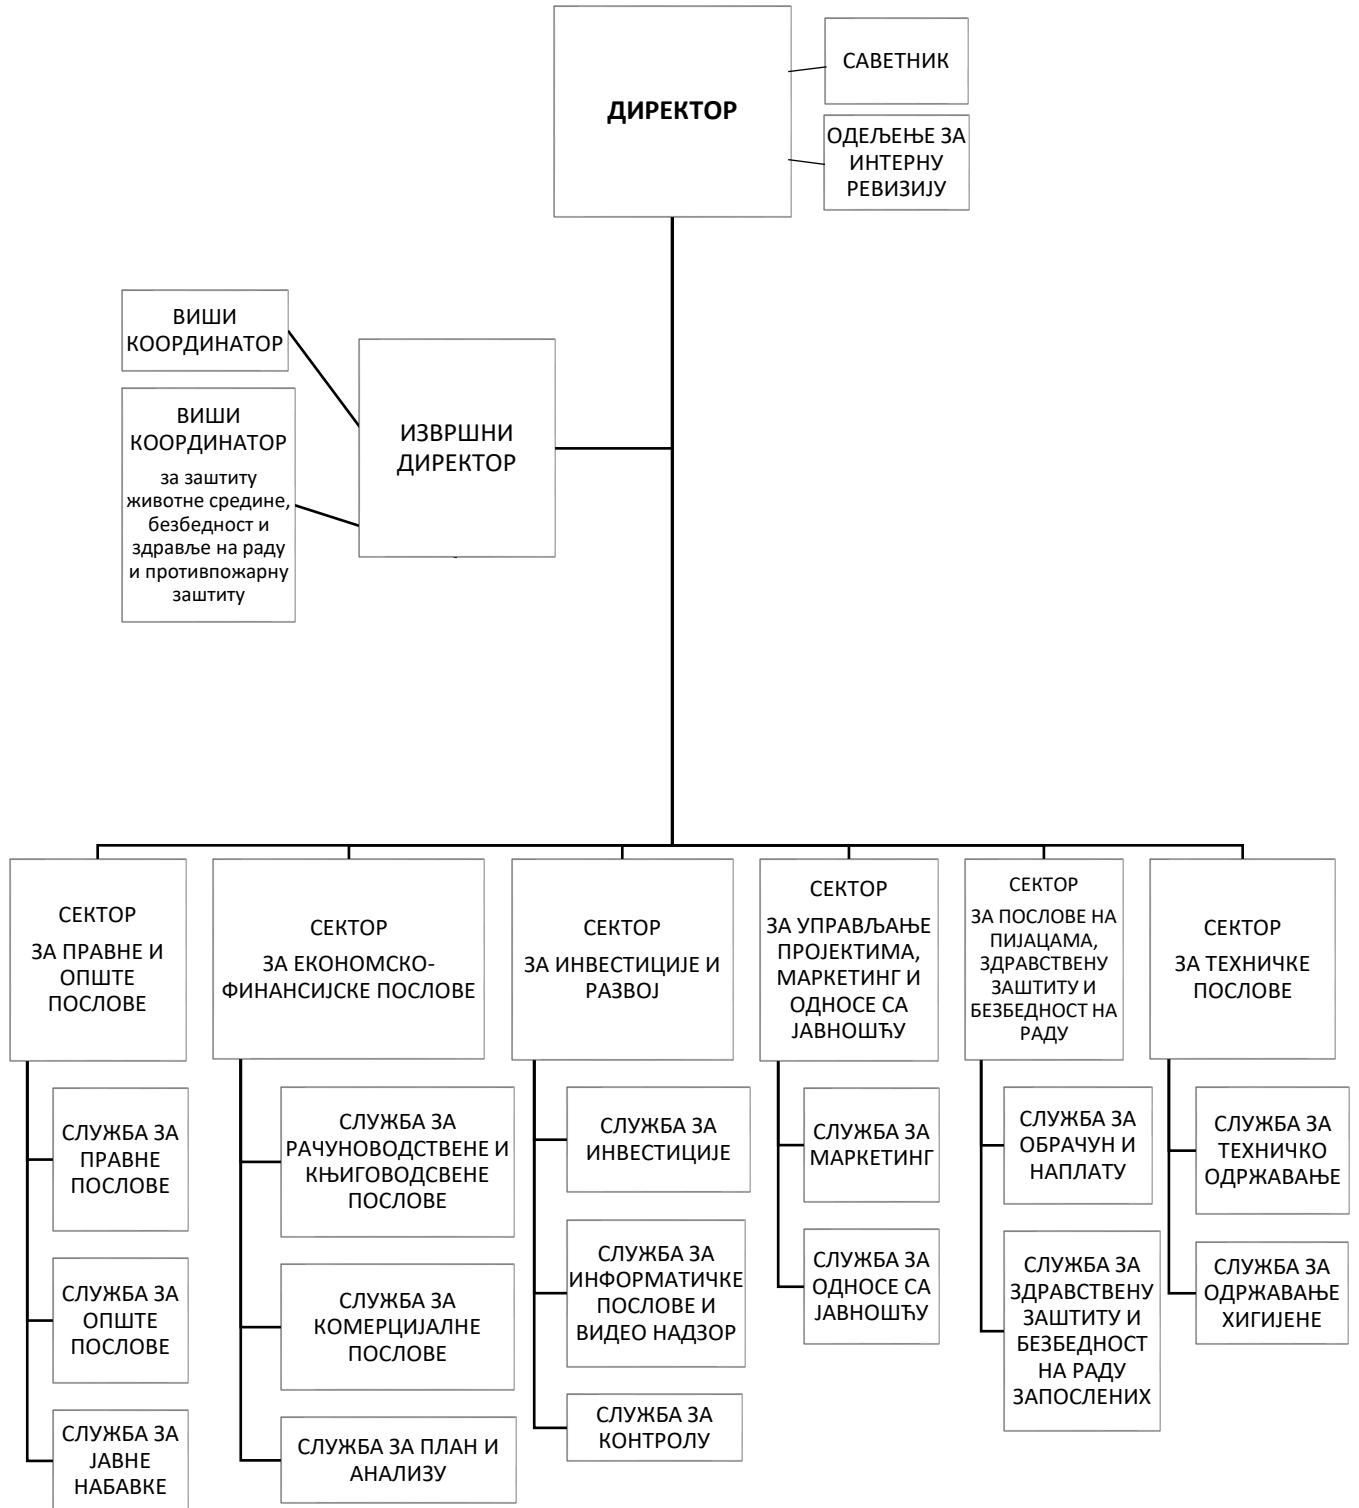 ДИРЕКТОР
САВЕТНИК
ОДЕЉЕЊЕ ЗА
ИНТЕРНУ
РЕВИЗИЈУ
ВИШИ
КООРДИНАТОР
ВИШИ
КООРДИНАТОР
за заштиту
животне средине,
безбедност и
здравље на раду
и противпожарну
заштиту
ИЗВРШНИ
ДИРЕКТОР
СЕКТОР
ЗА ПРАВНЕ И
ОПШТЕ
ПОСЛОВЕ
СЛУЖБА ЗА
ПРАВНЕ
ПОСЛОВЕ
СЛУЖБА ЗА
ОПШТЕ
ПОСЛОВЕ
СЛУЖБА ЗА
ЈАВНЕ
НАБАВКЕ
СЕКТОР
ЗА ЕКОНОМСКО-
ФИНАНСИЈСКЕ ПОСЛОВЕ
СЛУЖБА ЗА
РАЧУНОВОДСТВЕНЕ И
КЊИГОВОДСВЕНЕ
ПОСЛОВЕ
СЛУЖБА ЗА
КОМЕРЦИЈАЛНЕ
ПОСЛОВЕ
СЛУЖБА ЗА ПЛАН И
АНАЛИЗУ
СЕКТОР
ЗА ИНВЕСТИЦИЈЕ И
РАЗВОЈ
СЛУЖБА ЗА
ИНВЕСТИЦИЈЕ
СЛУЖБА ЗА
ИНФОРМАТИЧКЕ
ПОСЛОВЕ И
ВИДЕО НАДЗОР
СЛУЖБА ЗА
КОНТРОЛУ
СЕКТОР
ЗА УПРАВЉАЊЕ
ПРОЈЕКТИМА,
МАРКЕТИНГ И
ОДНОСЕ СА
ЈАВНОШЋУ
СЛУЖБА ЗА
МАРКЕТИНГ
СЛУЖБА ЗА
ОДНОСЕ СА
ЈАВНОШЋУ
СЕКТОР
ЗА ПОСЛОВЕ НА
ПИЈАЦАМА,
ЗДРАВСТВЕНУ
ЗАШТИТУ И
БЕЗБЕДНОСТ НА
РАДУ
СЛУЖБА ЗА
ОБРАЧУН И
НАПЛАТУ
СЛУЖБА ЗА
ЗДРАВСТВЕНУ
ЗАШТИТУ И
БЕЗБЕДНОСТ
НА РАДУ
ЗАПОСЛЕНИХ
СЕКТОР
ЗА ТЕХНИЧКЕ
ПОСЛОВЕ
СЛУЖБА ЗА
ТЕХНИЧКО
ОДРЖАВАЊЕ
СЛУЖБА ЗА
ОДРЖАВАЊЕ
ХИГИЈЕНЕ